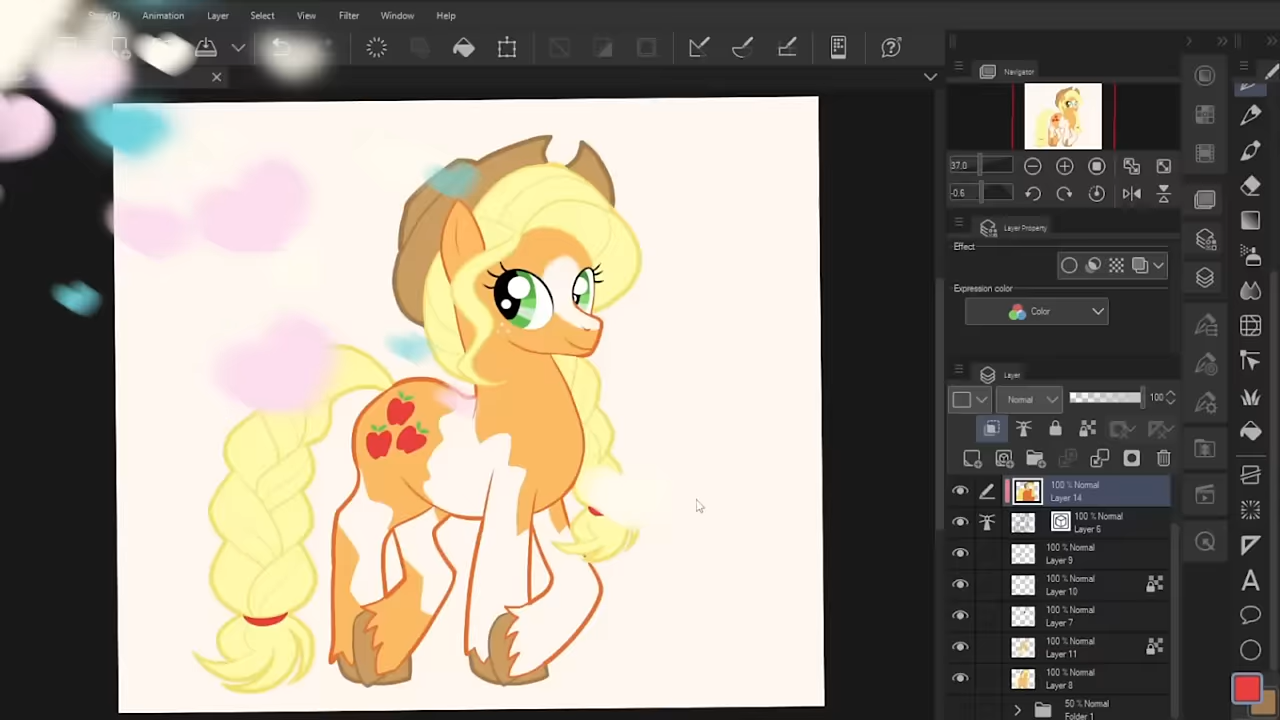 Animation Layer Select View Filter Window Help
Navigator
37.0
-0.6
Layer Property
Effect
Expression color
Color
Layer
Normal 100
100 % Normal
Layer 14
100 % Normal
Layer 5
100 % Normal
Layer 9
100 % Normal
Layer 10
100 % Normal
Layer 7
100 % Normal
Layer 11
100 % Normal
Layer 8
50 % Normal
Folder 1